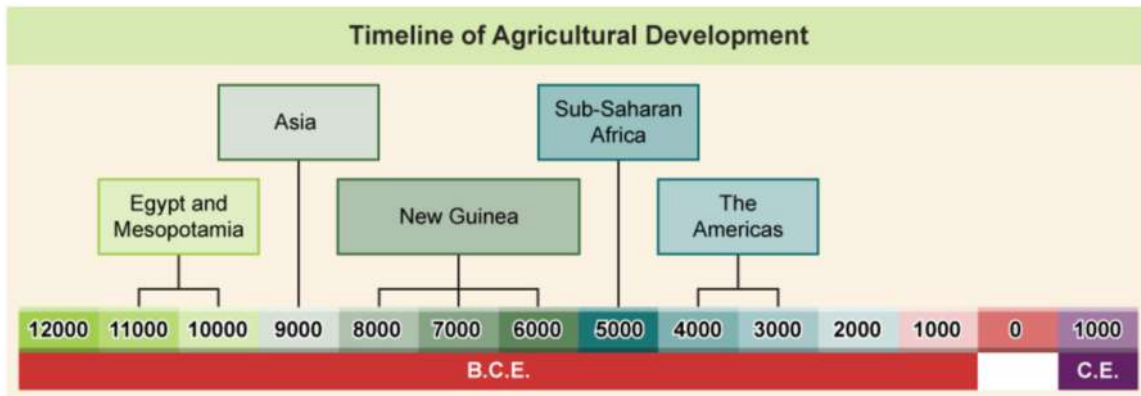 Timeline of Agricultural Development
Asia
Sub-Saharan
Africa
Egypt and
Mesopotamia
New Guinea
The
Americas
12000 11000 10000 9000 8000 7000 6000 5000 4000 3000 2000 1000 0 1000
B.C.E. C.E.